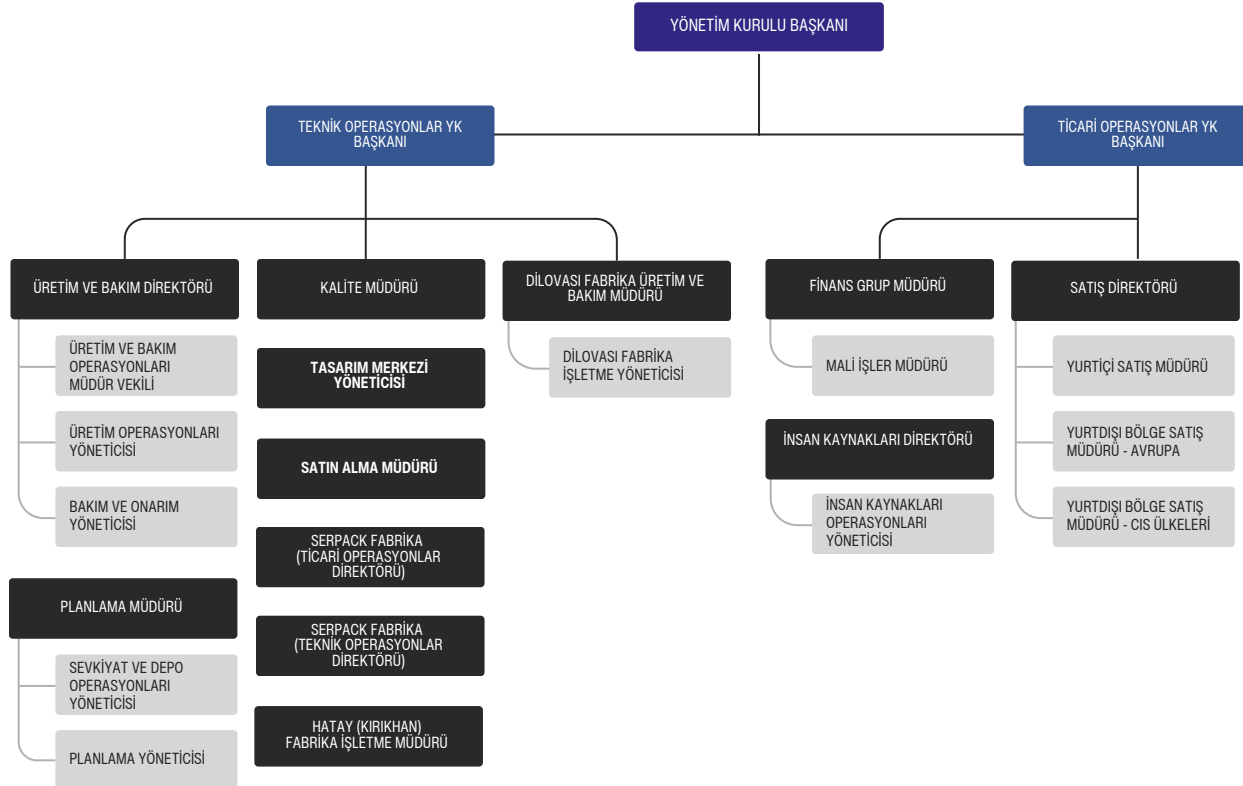 YÖNETİM KURULU BAŞKANI
TEKNİK OPERASYONLAR YK
BAŞKANI
TİCARİ OPERASYONLAR YK
BAŞKANI
ÜRETİM VE BAKIM DİREKTÖRÜ
ÜRETİM VE BAKIM
OPERASYONLARI
MÜDÜR VEKİLİ
ÜRETİM OPERASYONLARI
YÖNETİCİSİ
BAKIM VE ONARIM
YÖNETİCİSİ
PLANLAMA MÜDÜRÜ
SEVKİYAT VE DEPO
OPERASYONLARI
YÖNETİCİSİ
PLANLAMA YÖNETİCİSİ
KALİTE MÜDÜRÜ
TASARIM MERKEZİ
YÖNETİCİSİ
SATIN ALMA MÜDÜRÜ
SERPACK FABRİKA
(TİCARİ OPERASYONLAR
DİREKTÖRÜ)
SERPACK FABRİKA
(TEKNİK OPERASYONLAR
DİREKTÖRÜ)
HATAY (KIRIKHAN)
FABRİKA İŞLETME MÜDÜRÜ
DİLOVASI FABRİKA ÜRETİM VE
BAKIM MÜDÜRÜ
DİLOVASI FABRİKA
İŞLETME YÖNETİCİSİ
FİNANS GRUP MÜDÜRÜ
MALİ İŞLER MÜDÜRÜ
İNSAN KAYNAKLARI DİREKTÖRÜ
İNSAN KAYNAKLARI
OPERASYONLARI
YÖNETİCİSİ
SATIŞ DİREKTÖRÜ
YURTİÇİ SATIŞ MÜDÜRÜ
YURTDIŞI BÖLGE SATIŞ
MÜDÜRÜ - AVRUPA
YURTDIŞI BÖLGE SATIŞ
MÜDÜRÜ - CIS ÜLKELERİ